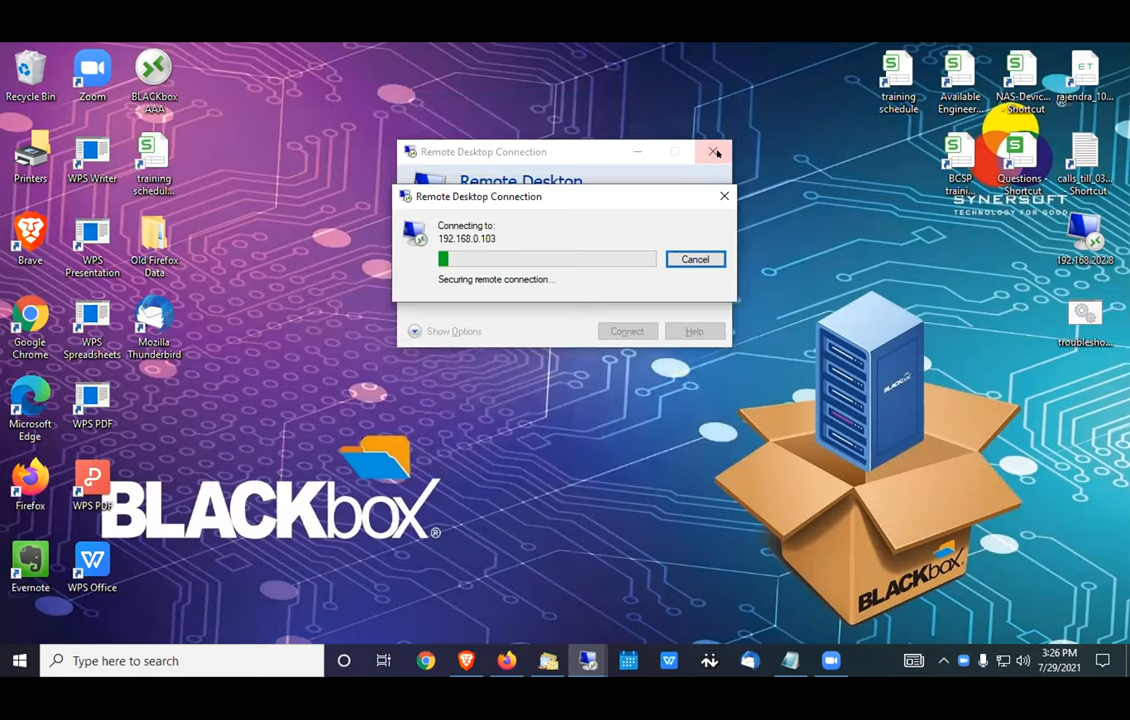 Recycle Bin
Zoom
BLACKbox
AAA
Printers
WPS Writer
training
schedul...
Brave
WPS
Presentation
Old Firefox
Data
Google
Chrome
WPS
Spreadsheets
Mozilla
Thunderbird
Microsoft
Edge
WPS PDF
Firefox
WPS PDF
Evernote
WPS Office
training
schedule
Available
Engineer...
NAS-Devic...
- Shortcut
ET
rajendra_10...
BCSP
traini...
Questions -
Shortcut
calls_till_03...
Shortcut
SYNERSOFT
TECHNOLOGY FOR GOOD
192.168.202.8
troublesho...
Remote Desktop Connection
Remote Desktop
Remote Desktop Connection
Connecting to:
192.168.0.103
Cancel
Securing remote connection...
Show Options
Connect
Help
BLACKbox®
BLACKbox
BLACKbox
Type here to search
3:26 PM
7/29/2021